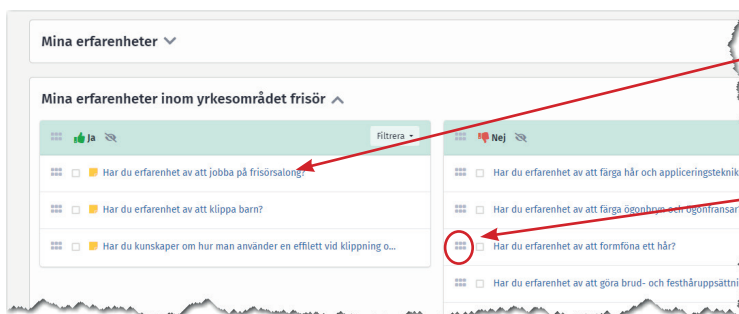 Mina erfarenheter
Mina erfarenheter inom yrkesområdet frisör
Ja
Filtrera
Har du erfarenhet av att jobba på frisörsalong?
Har du erfarenhet av att klippa barn?
Har du kunskaper om hur man använder en effilett vid klippning o...
Nej
Har du erfarenhet av att färga hår och appliceringsteknik
Har du erfarenhet av att färga ögonbryn och ögonfransar?
Har du erfarenhet av att formföna ett hår?
Har du erfarenhet av att göra brud- och festhåruppsättni